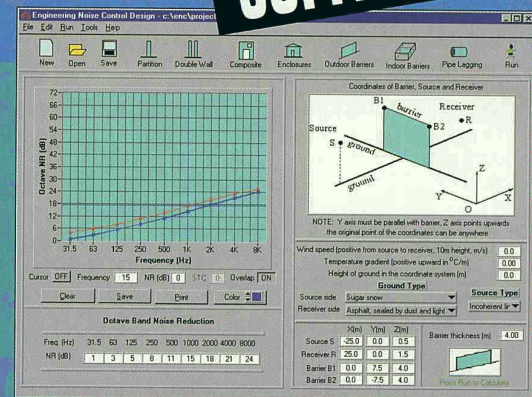 Engineering Noise Control Design - c:\enc\project
File Edit Run Tools Help
New Open Save Partition Double Wall Composite Enclosures Outdoor Barriers Indoor Barriers Pipe Lagging Run
Octave NR (dB)
72
66
60
54
48
42
36
30
24
18
12
6
0
31.5 63 125 250 500 1K 2K 4K 8K
Frequency (Hz)
Cursor OFF Frequency 15 NR (dB) 0 STC 0 Overlap ON
Clear Save Print Color
Octave Band Noise Reduction
Freq. (Hz) 31.5 63 125 250 500 1000 2000 4000 8000
NR (dB) 1 3 5 8 11 15 18 21 24
Coordinates of Barrier, Source and Receiver
B1
barrier
Receiver
R
B2
Source
S
ground
ground
Z
Y
O
X
NOTE: Y axis must be parallel with barrier, Z axis points upwards
the original point of the coordinates can be anywhere
Wind speed (positive from source to receiver, 10m height, m/s) 0.0
Temperature gradient (positive upward in °C/m) 0.00
Height of ground in the coordinate system (m) 0.0
Ground Type
Source Type
Source side Sugar snow
Incoherent lir
Receiver side Asphalt, sealed by dust and light
X(m) Y(m) Z(m)
Source S -25.0 0.0 0.5
Receiver R 25.0 0.0 1.5
Barrier B1 0.0 7.5 4.0
Barrier B2 0.0 -7.5 4.0
Barrier thickness (m) 4.00
Press Run to Calculate